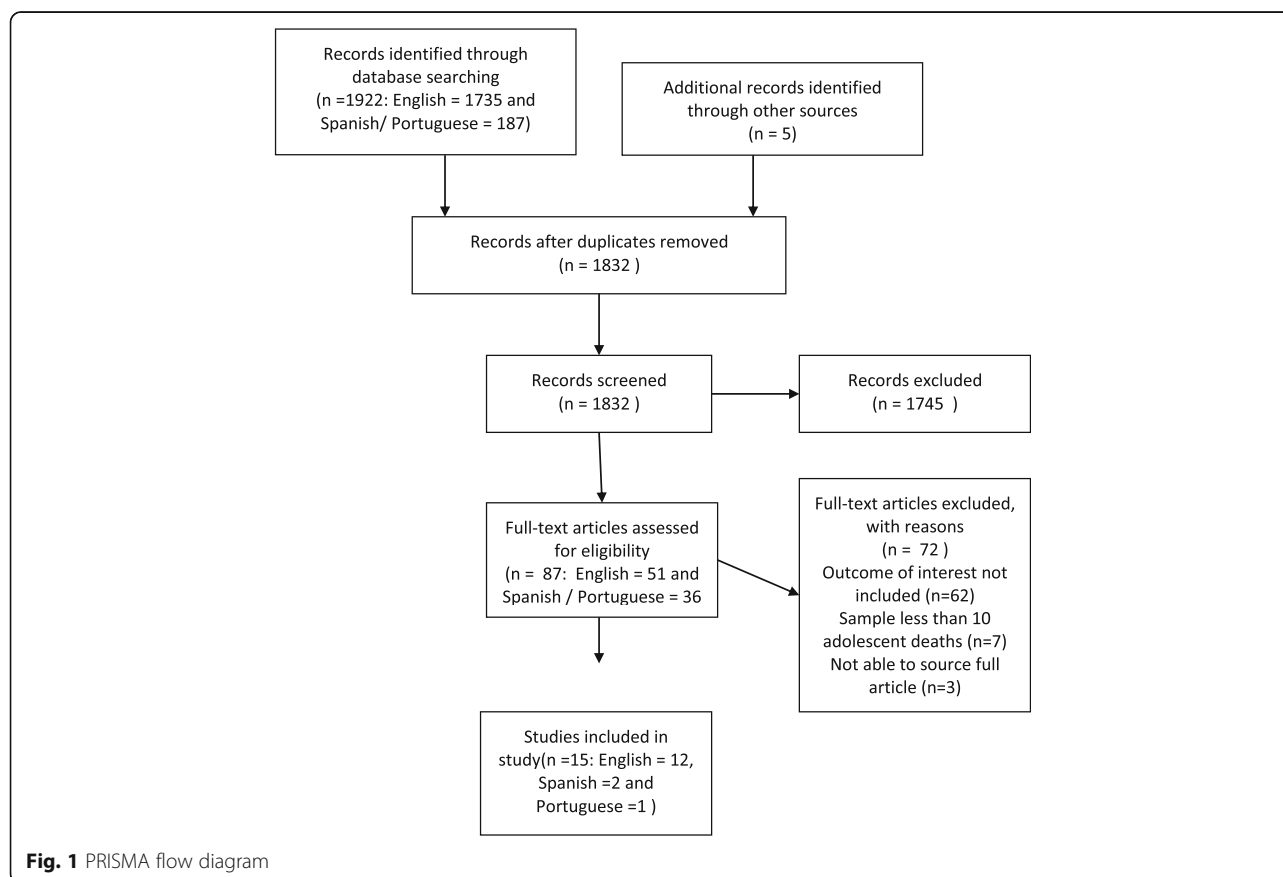 Records identified through
database searching
(n =1922: English = 1735 and
Spanish/ Portuguese = 187)
Additional records identified
through other sources
(n = 5)
Records after duplicates removed
(n = 1832 )
Records screened
(n = 1832 )
Records excluded
(n = 1745 )
Full-text articles assessed
for eligibility
(n = 87: English = 51 and
Spanish / Portuguese = 36
Full-text articles excluded,
with reasons
(n = 72 )
Outcome of interest not
included (n=62)
Sample less than 10
adolescent deaths (n=7)
Not able to source full
article (n=3)
Studies included in
study(n =15: English = 12,
Spanish =2 and
Portuguese =1 )
Fig. 1 PRISMA flow diagram